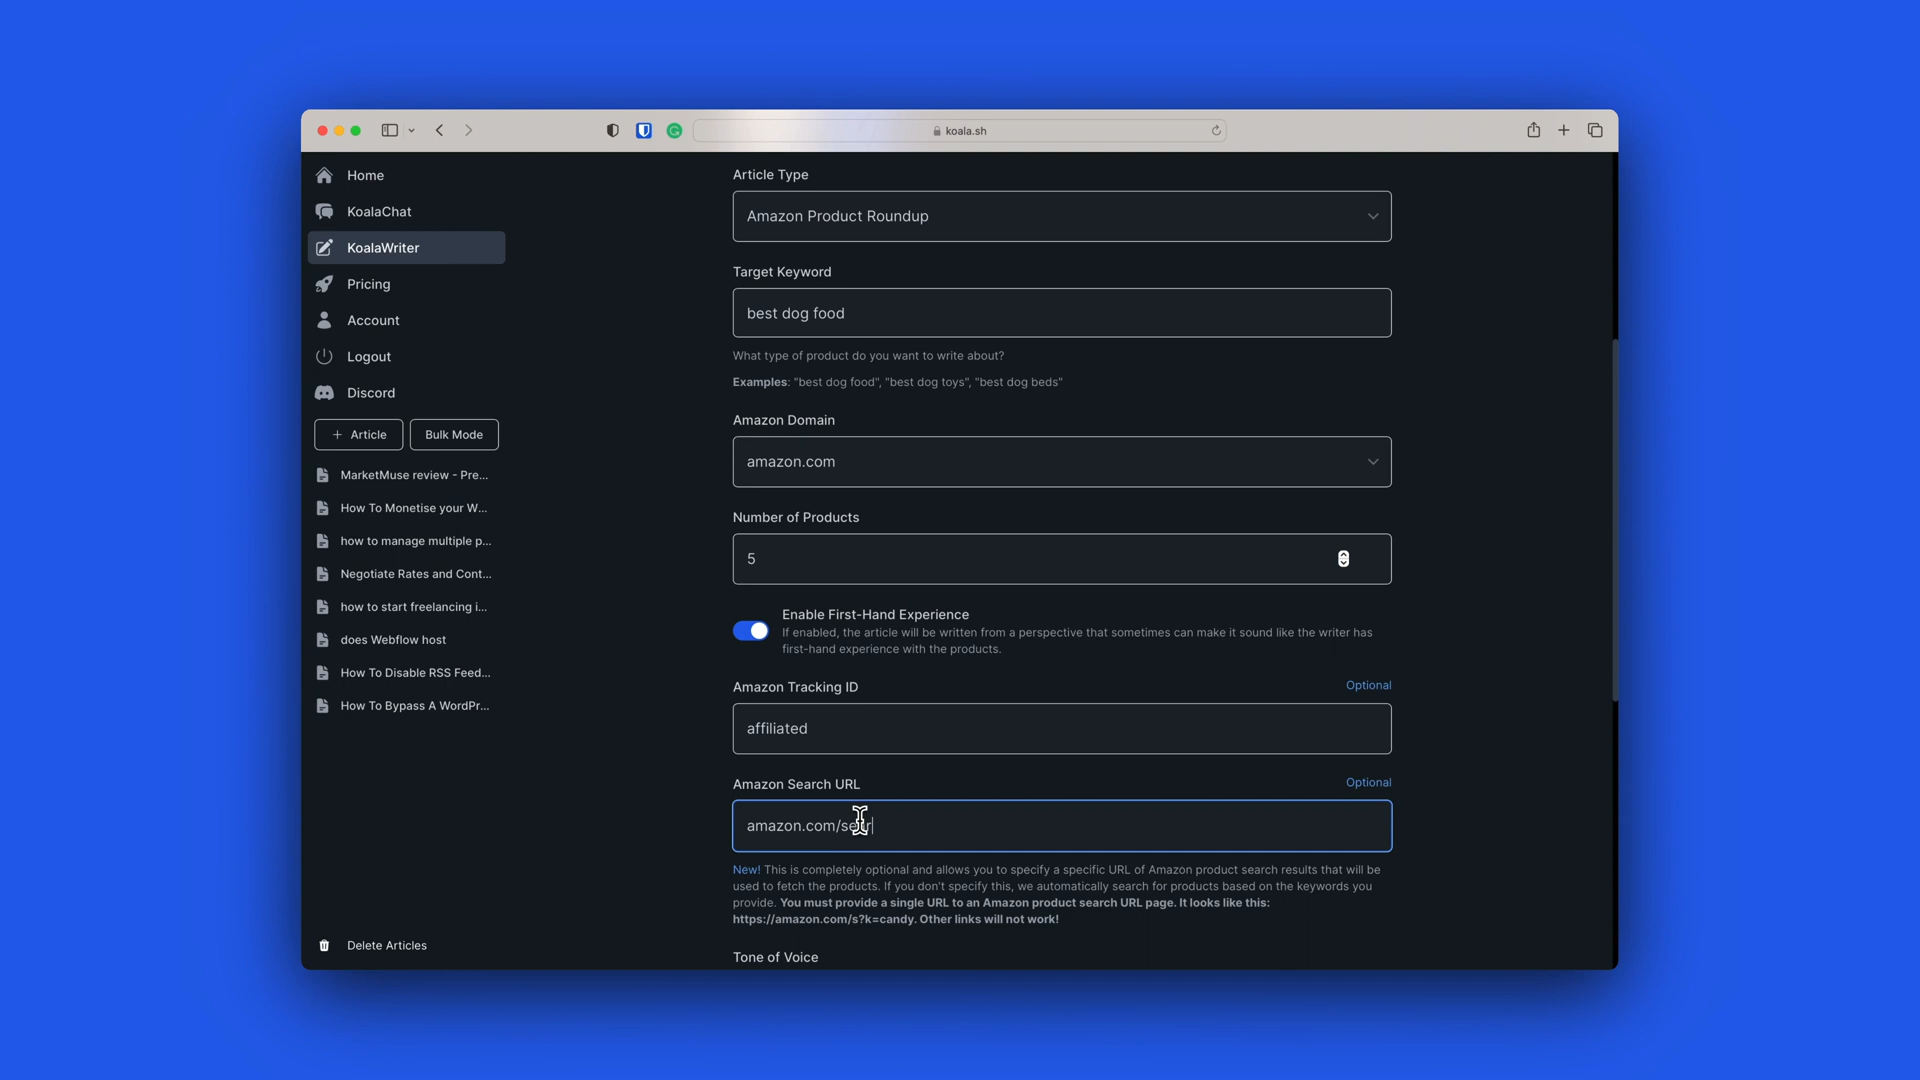 koala.sh
Home
KoalaChat
KoalaWriter
Pricing
Account
Logout
Discord
+ Article
Bulk Mode
MarketMuse review - Pre...
How To Monetise your W...
how to manage multiple p...
Negotiate Rates and Cont...
how to start freelancing i...
does Webflow host
How To Disable RSS Feed...
How To Bypass A WordPr...
Delete Articles
Article Type
Amazon Product Roundup
Target Keyword
best dog food
What type of product do you want to write about?
Examples: "best dog food", "best dog toys", "best dog beds"
Amazon Domain
amazon.com
Number of Products
5
Enable First-Hand Experience
If enabled, the article will be written from a perspective that sometimes can make it sound like the writer has
first-hand experience with the products.
Amazon Tracking ID
Optional
affiliated
Amazon Search URL
Optional
amazon.com/sear
New! This is completely optional and allows you to specify a specific URL of Amazon product search results that will be
used to fetch the products. If you don't specify this, we automatically search for products based on the keywords you
provide. You must provide a single URL to an Amazon product search URL page. It looks like this:
https://amazon.com/s?k=candy. Other links will not work!
Tone of Voice